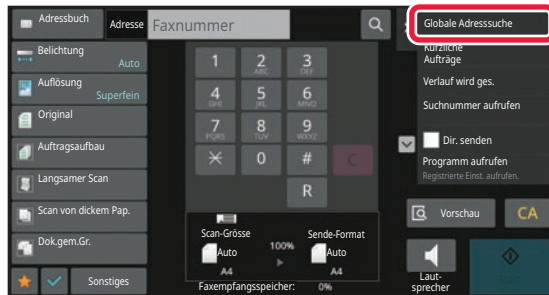 Adressbuch
Adresse
Faxnummer
Belichtung
Auto
Auflösung
Superfein
Original
Auftragsaufbau
Langsamer Scan
Scan von dickem Pap.
Dok.gem.Gr.
Sonstiges
1
2
ABC
3
DEF
4
GHI
5
JKL
6
MNO
7
PQRS
8
TUV
9
WXYZ
0
#
C
R
Scan-Grösse
Auto
A4
100%
Sende-Format
Auto
A4
Faxempfangsspeicher: 0%
Globale Adresssuche
Kürzliche
Aufträge
Verlauf wird ges.
Suchnummer aufrufen
Dir. senden
Programm aufrufen
Registrierte Einst. aufrufen.
Vorschau
CA
Laut-
sprecher